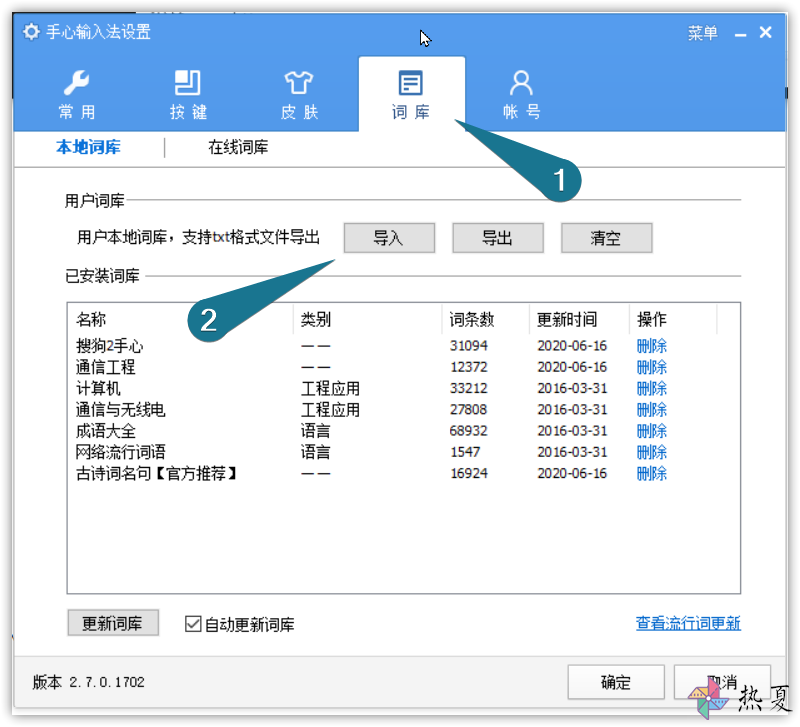 手心输入法设置 菜单
常用 按键 皮肤 词库 帐号
本地词库 在线词库
1
用户词库
用户本地词库，支持txt格式文件导出 导入 导出 清空
已安装词库
2
名称 类别 词条数 更新时间 操作
搜狗2手心 —— 31094 2020-06-16 删除
通信工程 —— 12372 2020-06-16 删除
计算机 工程应用 33212 2016-03-31 删除
通信与无线电 工程应用 27808 2016-03-31 删除
成语大全 语言 68932 2016-03-31 删除
网络流行词语 语言 1547 2016-03-31 删除
古诗词名句【官方推荐】 —— 16924 2020-06-16 删除
更新词库 自动更新词库 查看流行词更新
版本 2.7.0.1702 确定 取消
热夏